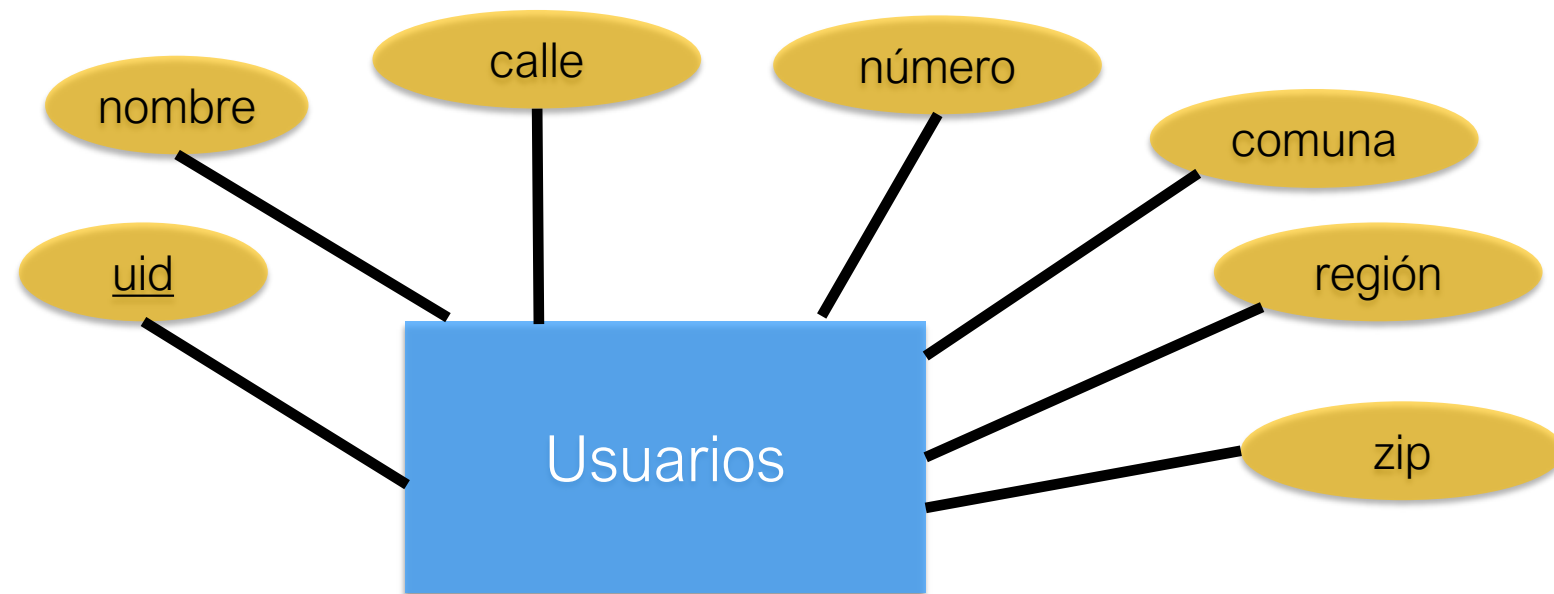 calle
número
nombre
comuna
uid
región
Usuarios
zip